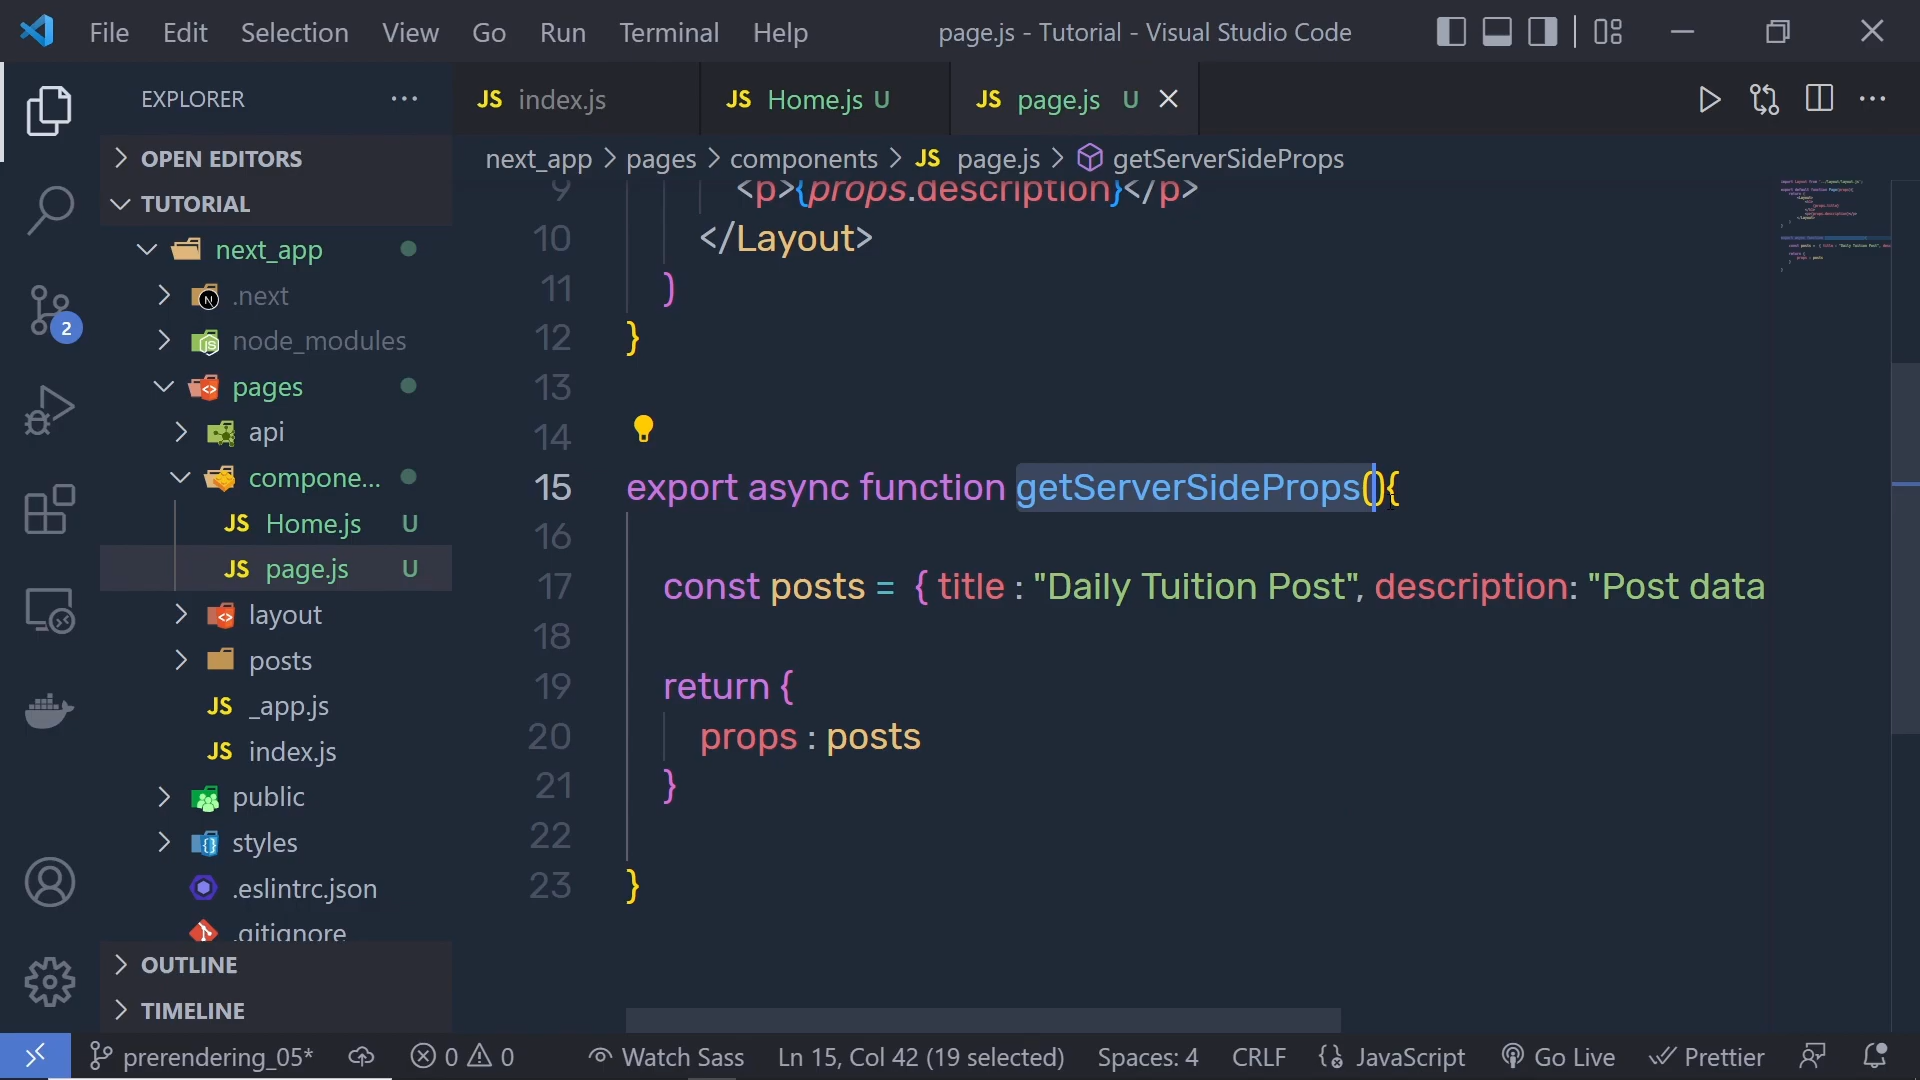 File Edit Selection View Go Run Terminal Help page.js - Tutorial - Visual Studio Code
EXPLORER
OPEN EDITORS
TUTORIAL
next_app
.next
node_modules
pages
api
compone...
JS Home.js U
JS page.js U
layout
posts
JS _app.js
JS index.js
public
styles
.eslintrc.json
.gitignore
OUTLINE
TIMELINE
2
JS index.js JS Home.js U JS page.js U
next_app > pages > components > JS page.js > getServerSideProps
9 <p>{props.description}</p>
10 </Layout>
11 )
12 }
13
14
15 export async function getServerSideProps(){
16
17 const posts = { title : "Daily Tuition Post", description: "Post data
18
19 return {
20 props : posts
21 }
22
23 }
prerendering_05* 0 0 Watch Sass Ln 15, Col 42 (19 selected) Spaces: 4 CRLF JavaScript Go Live Prettier